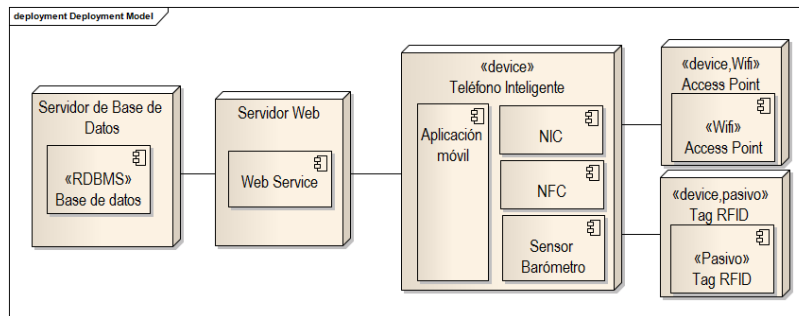 deployment Deployment Model
Servidor de Base de
Datos
«RDBMS»
Base de datos
Servidor Web
Web Service
«device»
Teléfono Inteligente
Aplicación
móvil
NIC
NFC
Sensor
Barómetro
«device,Wifi»
Access Point
«Wifi»
Access Point
«device,pasivo»
Tag RFID
«Pasivo»
Tag RFID